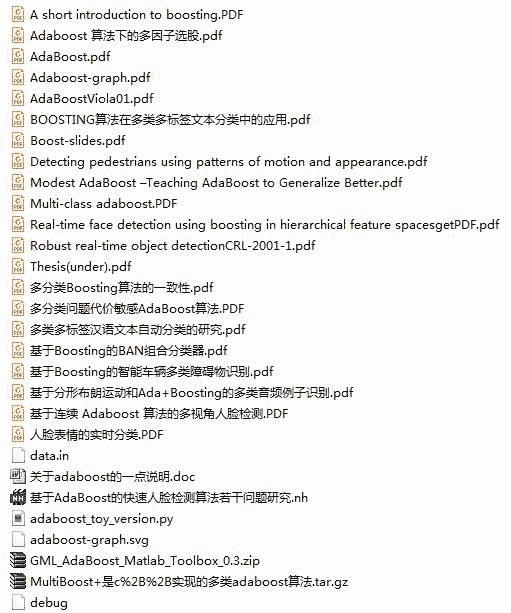 A short introduction to boosting.PDF
Adaboost 算法下的多因子选股.pdf
AdaBoost.pdf
Adaboost-graph.pdf
AdaBoostViola01.pdf
BOOSTING算法在多类多标签文本分类中的应用.pdf
Boost-slides.pdf
Detecting pedestrians using patterns of motion and appearance.pdf
Modest AdaBoost –Teaching AdaBoost to Generalize Better.pdf
Multi-class adaboost.PDF
Real-time face detection using boosting in hierarchical feature spacesgetPDF.pdf
Robust real-time object detectionCRL-2001-1.pdf
Thesis(under).pdf
多分类Boosting算法的一致性.pdf
多分类问题代价敏感AdaBoost算法.PDF
多类多标签汉语文本自动分类的研究.pdf
基于Boosting的BAN组合分类器.pdf
基于Boosting的智能车辆多类障碍物识别.pdf
基于分形布朗运动和Ada+Boosting的多类音频例子识别.pdf
基于连续 Adaboost 算法的多视角人脸检测.PDF
人脸表情的实时分类.PDF
data.in
关于adaboost的一点说明.doc
基于AdaBoost的快速人脸检测算法若干问题研究.nh
adaboost_toy_version.py
adaboost-graph.svg
GML_AdaBoost_Matlab_Toolbox_0.3.zip
MultiBoost+是c%2B%2B实现的多类adaboost算法.tar.gz
debug